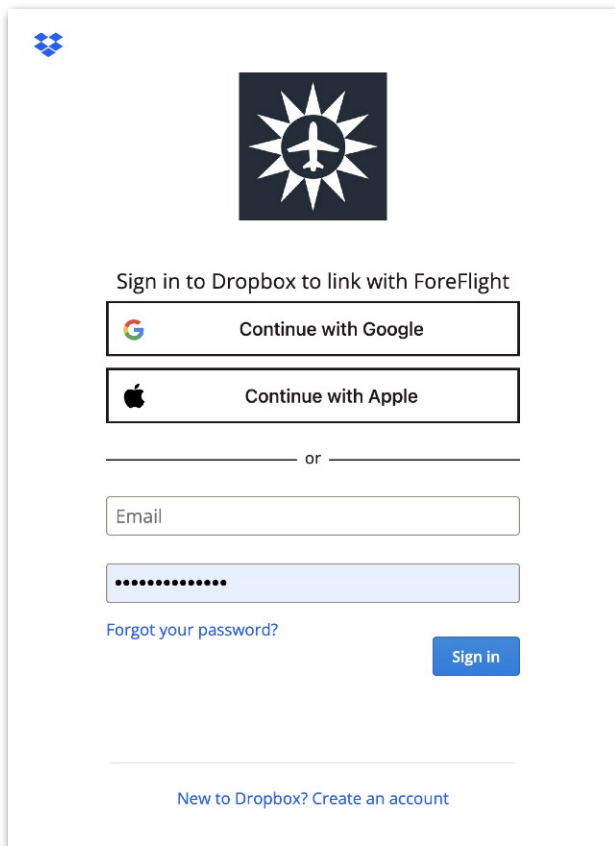 Sign in to Dropbox to link with ForeFlight
Continue with Google
Continue with Apple
or
Email
••••••••••••••
Forgot your password?
Sign in
New to Dropbox? Create an account